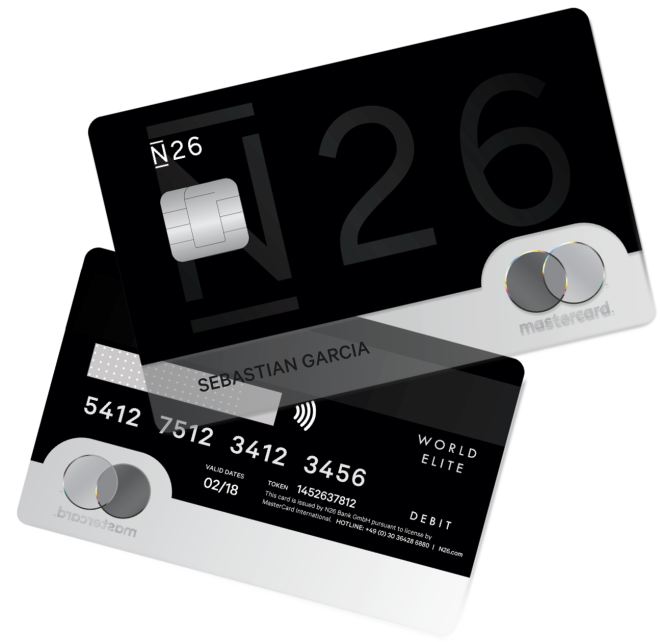 N26
N26
mastercard.
SEBASTIAN GARCIA
5412 7512 3412 3456
WORLD
ELITE
VALID DATES
02/18
TOKEN 1452637812
DEBIT
This card is issued by N26 Bank GmbH pursuant to license by
MasterCard International. HOTLINE: +49 (0) 30 36428 6880 | N26.com
mastercard.